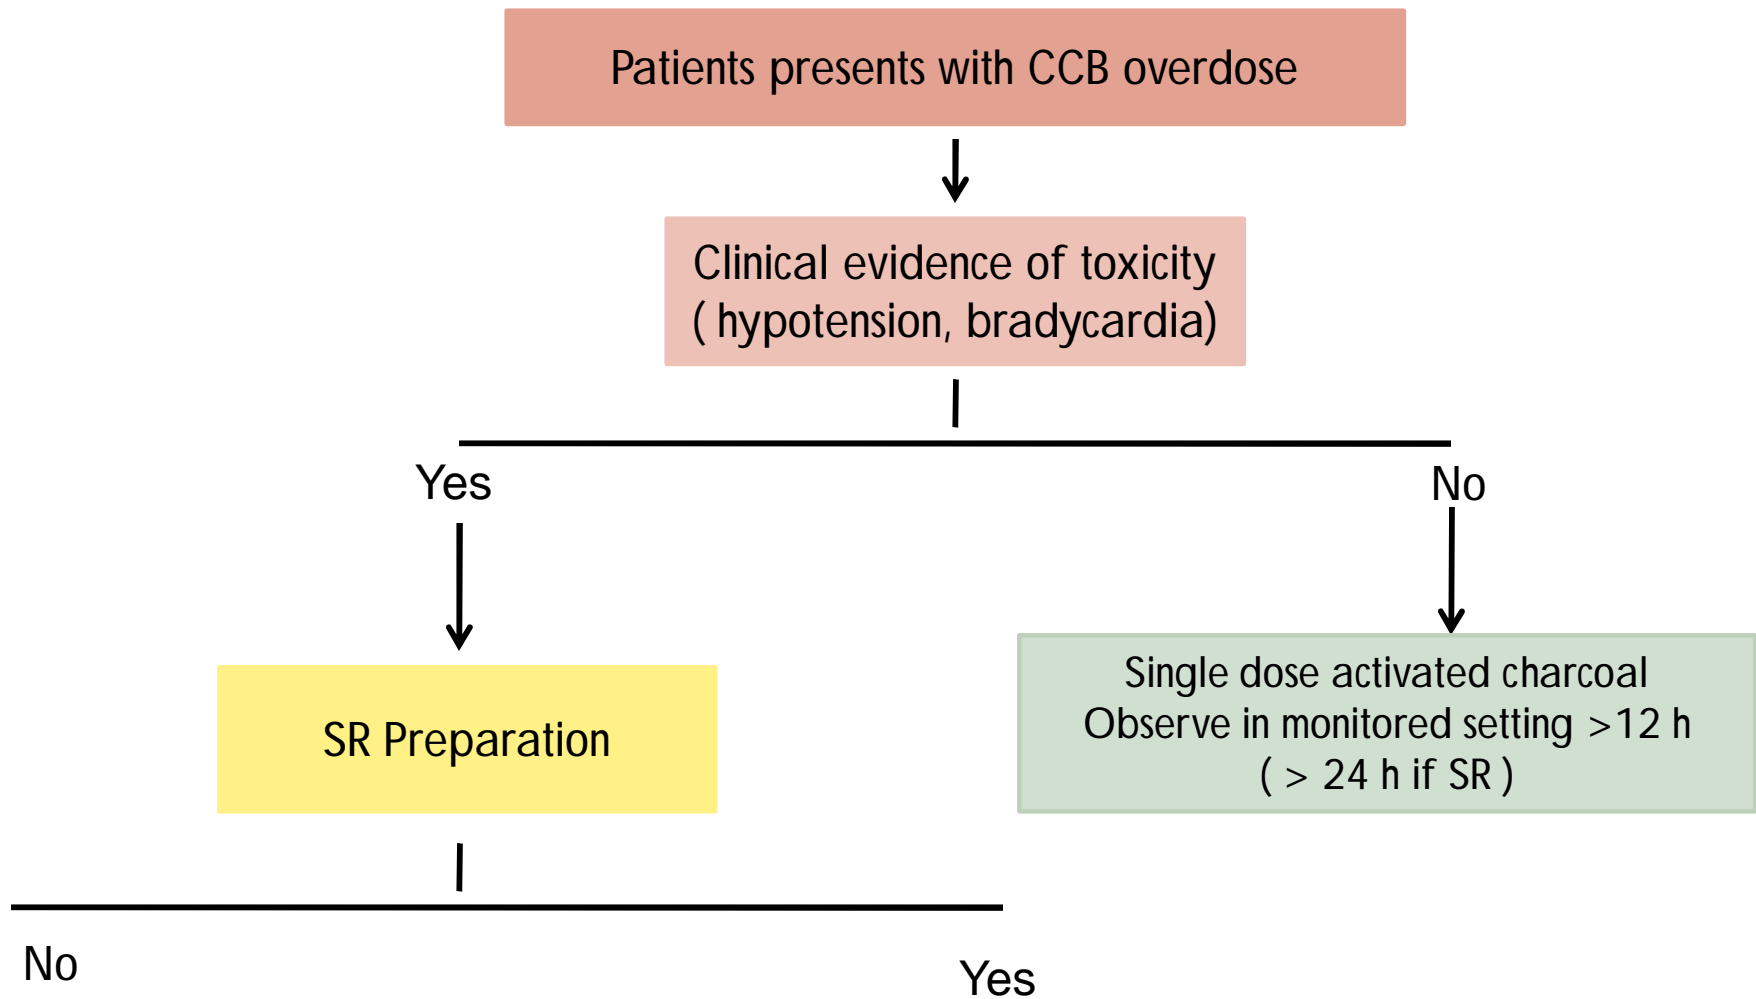 Patients presents with CCB overdose
Clinical evidence of toxicity
( hypotension, bradycardia)
Yes
No
SR Preparation
Single dose activated charcoal
Observe in monitored setting >12 h
( > 24 h if SR )
No
Yes